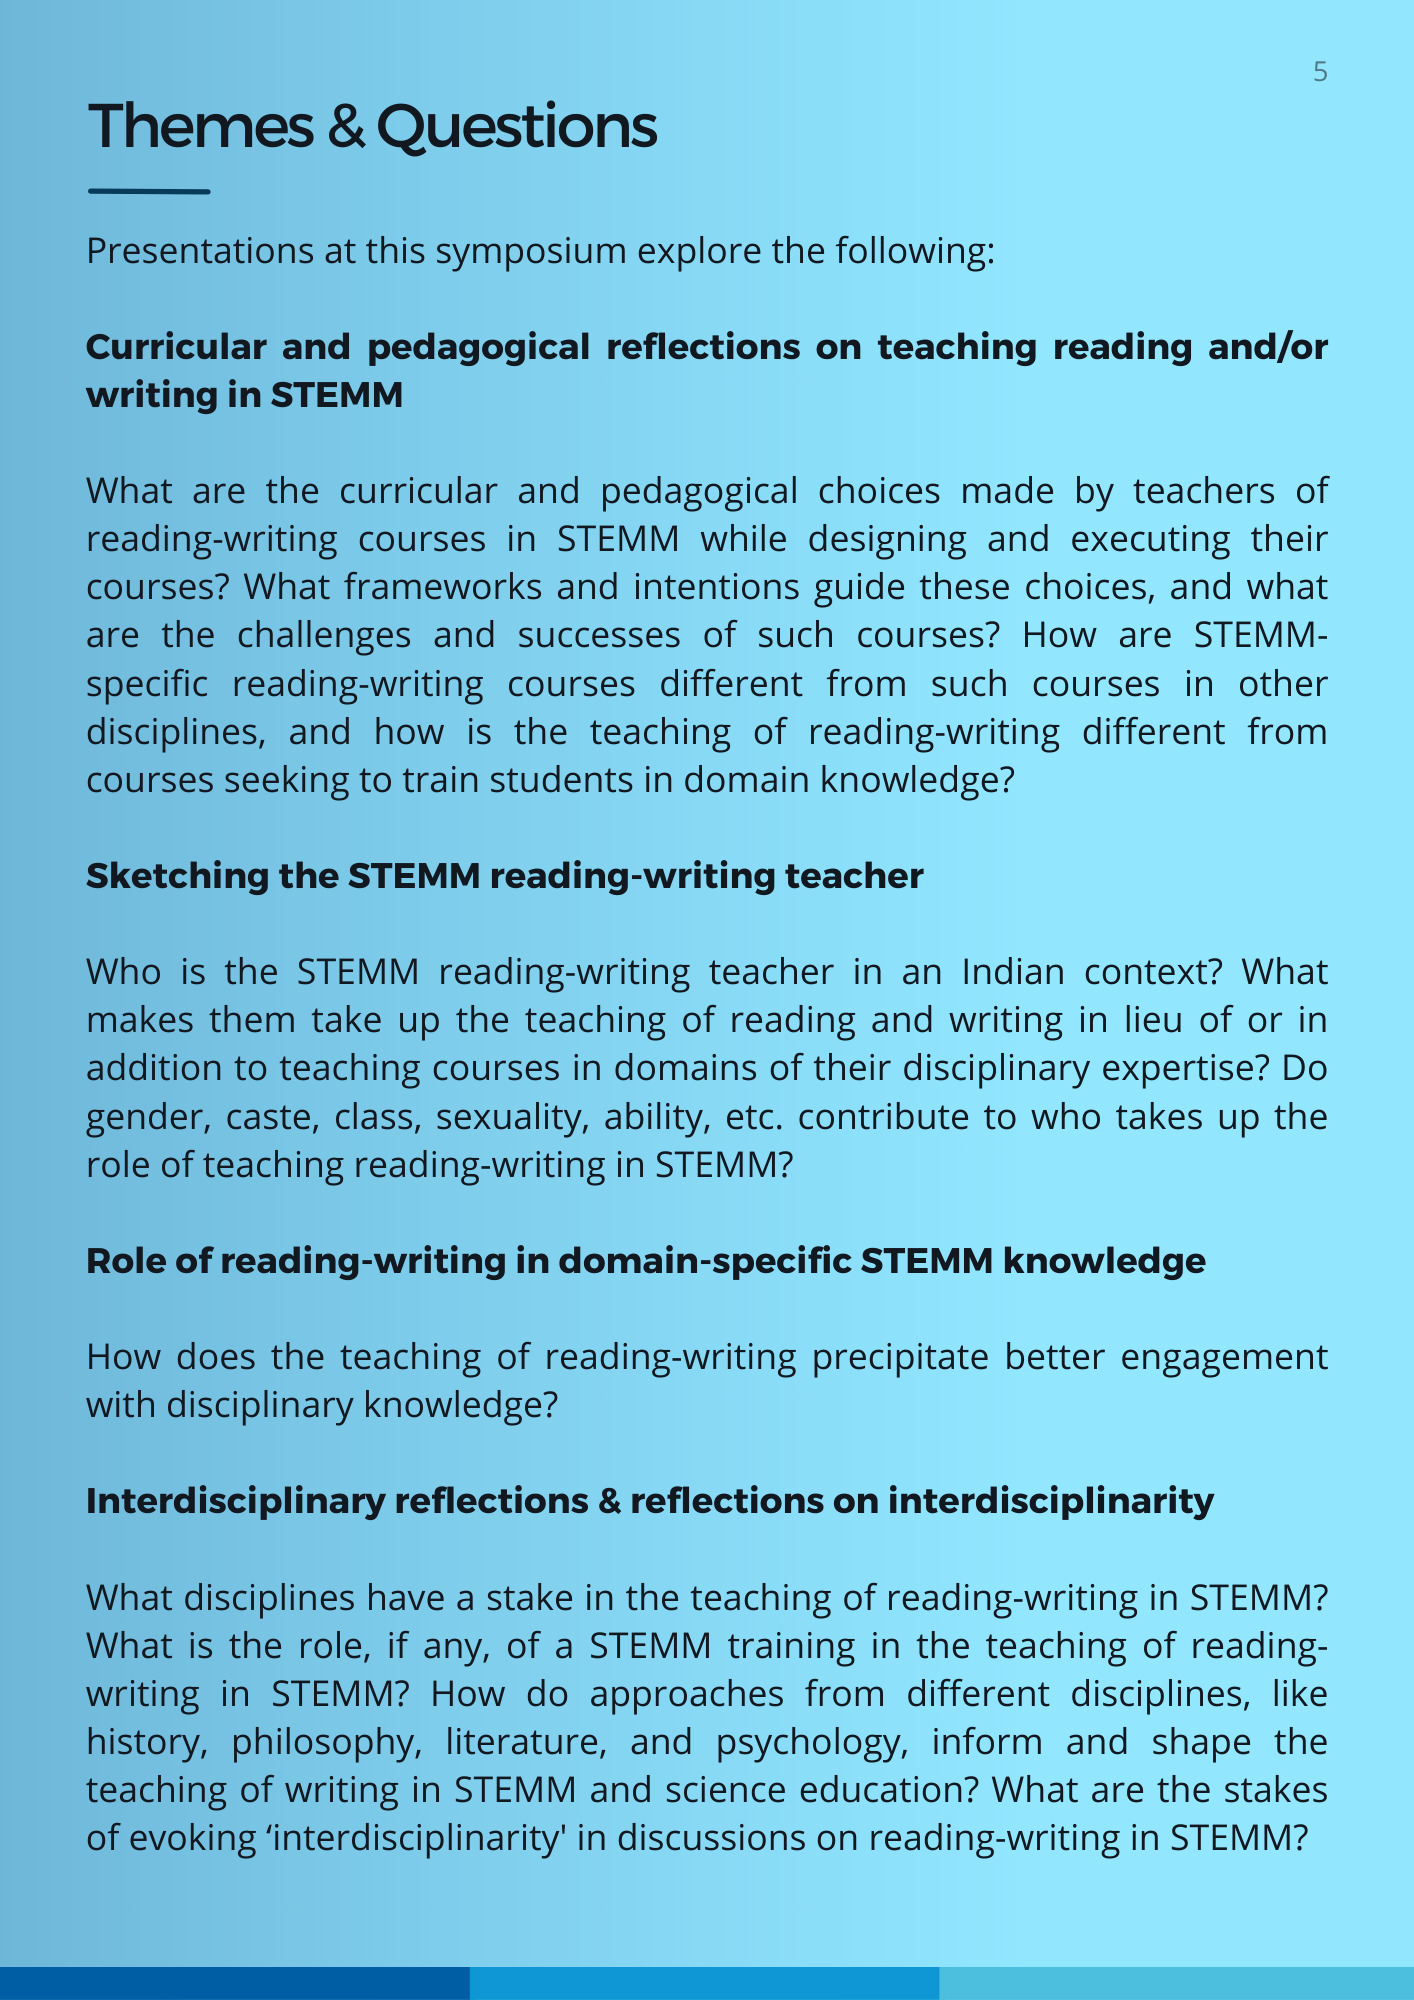 5
Themes & Questions
Presentations at this symposium explore the following:
Curricular and pedagogical reflections on teaching reading and/or
writing in STEMM
What are the curricular and pedagogical choices made by teachers of
reading-writing courses in STEMM while designing and executing their
courses? What frameworks and intentions guide these choices, and what
are the challenges and successes of such courses? How are STEMM-
specific reading-writing courses different from such courses in other
disciplines, and how is the teaching of reading-writing different from
courses seeking to train students in domain knowledge?
Sketching the STEMM reading-writing teacher
Who is the STEMM reading-writing teacher in an Indian context? What
makes them take up the teaching of reading and writing in lieu of or in
addition to teaching courses in domains of their disciplinary expertise? Do
gender, caste, class, sexuality, ability, etc. contribute to who takes up the
role of teaching reading-writing in STEMM?
Role of reading-writing in domain-specific STEMM knowledge
How does the teaching of reading-writing precipitate better engagement
with disciplinary knowledge?
Interdisciplinary reflections & reflections on interdisciplinarity
What disciplines have a stake in the teaching of reading-writing in STEMM?
What is the role, if any, of a STEMM training in the teaching of reading-
writing in STEMM? How do approaches from different disciplines, like
history, philosophy, literature, and psychology, inform and shape the
teaching of writing in STEMM and science education? What are the stakes
of evoking ‘interdisciplinarity' in discussions on reading-writing in STEMM?